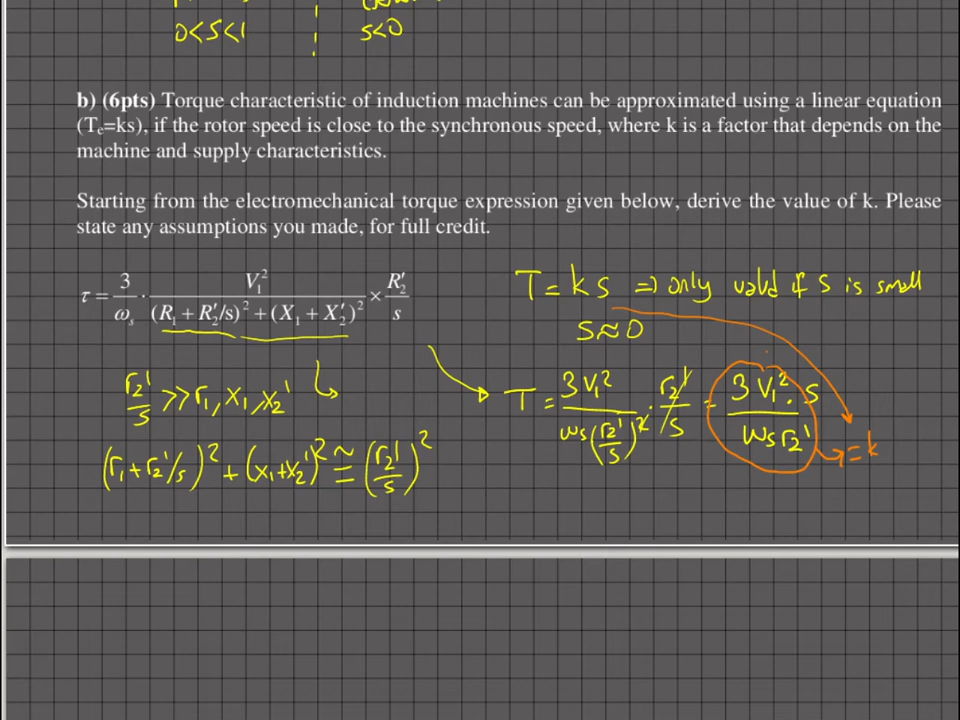 0<s<1
s<0
b) (6pts) Torque characteristic of induction machines can be approximated using a linear equation
(Te=ks), if the rotor speed is close to the synchronous speed, where k is a factor that depends on the
machine and supply characteristics.
Starting from the electromechanical torque expression given below, derive the value of k. Please
state any assumptions you made, for full credit.
τ = 3/ωs · V1²/((R1 + R2′/s)² + (X1 + X2′)²) × R2′/s
T = ks ⇒ only valid if s is small
s≈0
r2′/s >> r1, x1, x2′
T = 3V1²/(ωs(r2′/s)²) · r2′/s = 3V1²/(ωs r2′) · s
= k
(r1+r2′/s)² + (x1+x2′)² ≅ (r2′/s)²